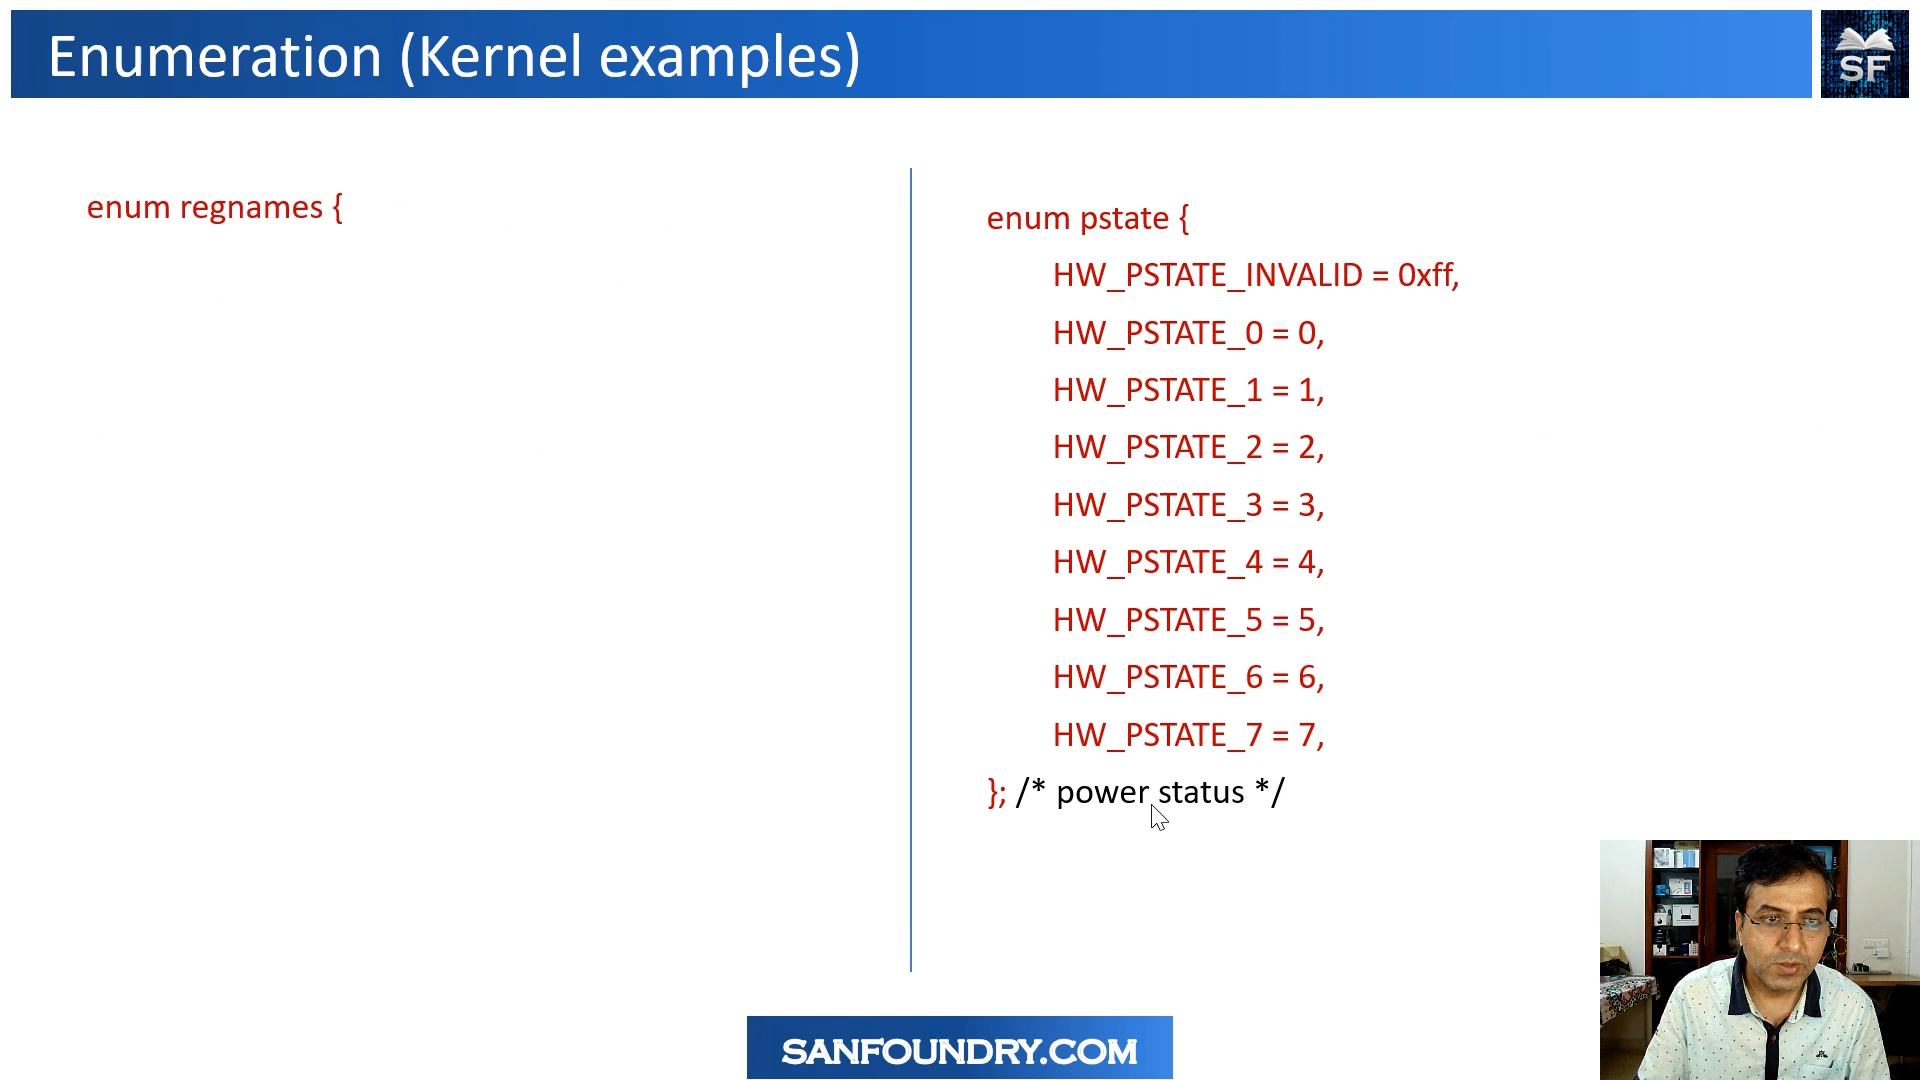 Enumeration (Kernel examples)
SF
enum regnames {
enum pstate {
HW_PSTATE_INVALID = 0xff,
HW_PSTATE_0 = 0,
HW_PSTATE_1 = 1,
HW_PSTATE_2 = 2,
HW_PSTATE_3 = 3,
HW_PSTATE_4 = 4,
HW_PSTATE_5 = 5,
HW_PSTATE_6 = 6,
HW_PSTATE_7 = 7,
}; /* power status */
SANFOUNDRY.COM